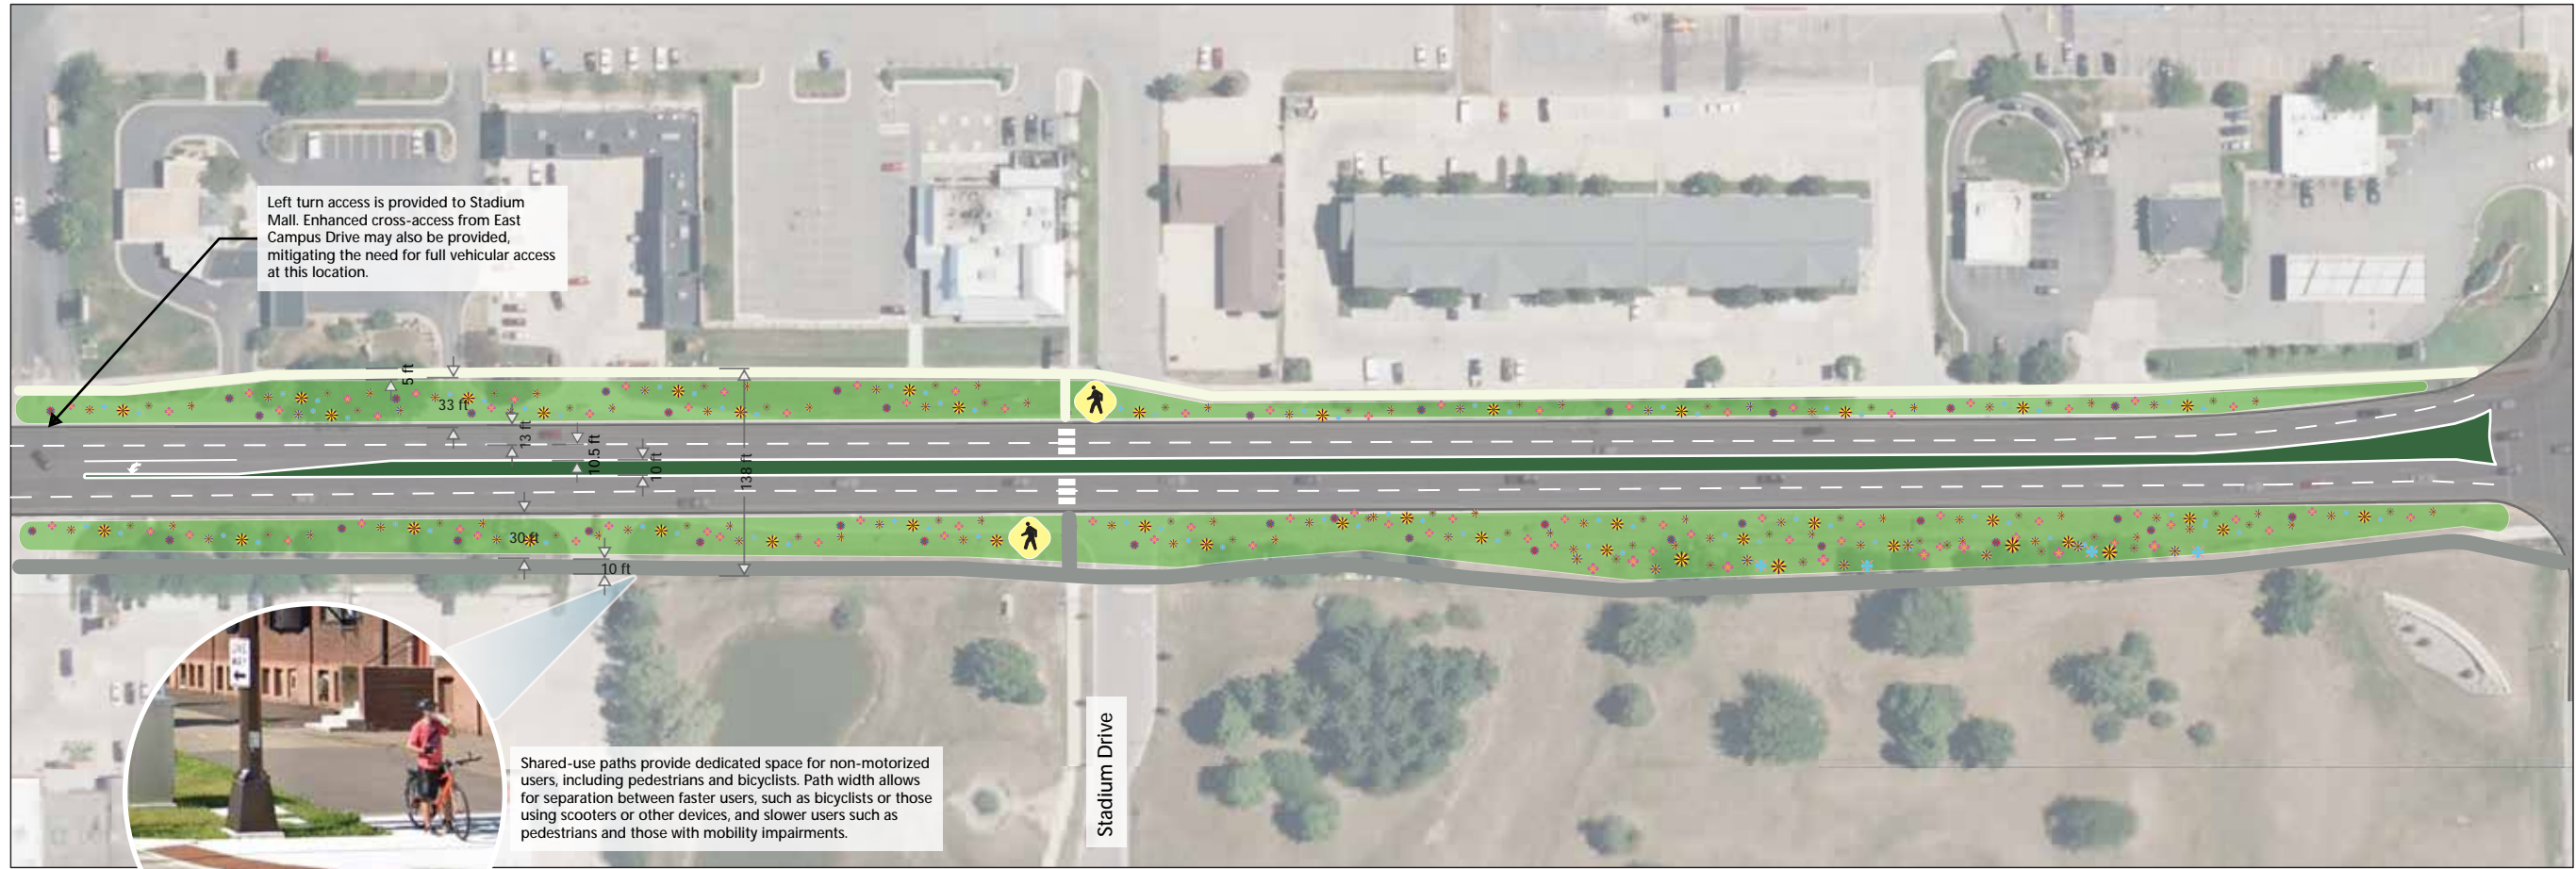 Left turn access is provided to Stadium
Mall. Enhanced cross-access from East
Campus Drive may also be provided,
mitigating the need for full vehicular access
at this location.
5 ft
33 ft
13 ft
10.5 ft
10 ft
138 ft
30 ft
10 ft
ONE
WAY
Shared-use paths provide dedicated space for non-motorized
users, including pedestrians and bicyclists. Path width allows
for separation between faster users, such as bicyclists or those
using scooters or other devices, and slower users such as
pedestrians and those with mobility impairments.
Stadium Drive